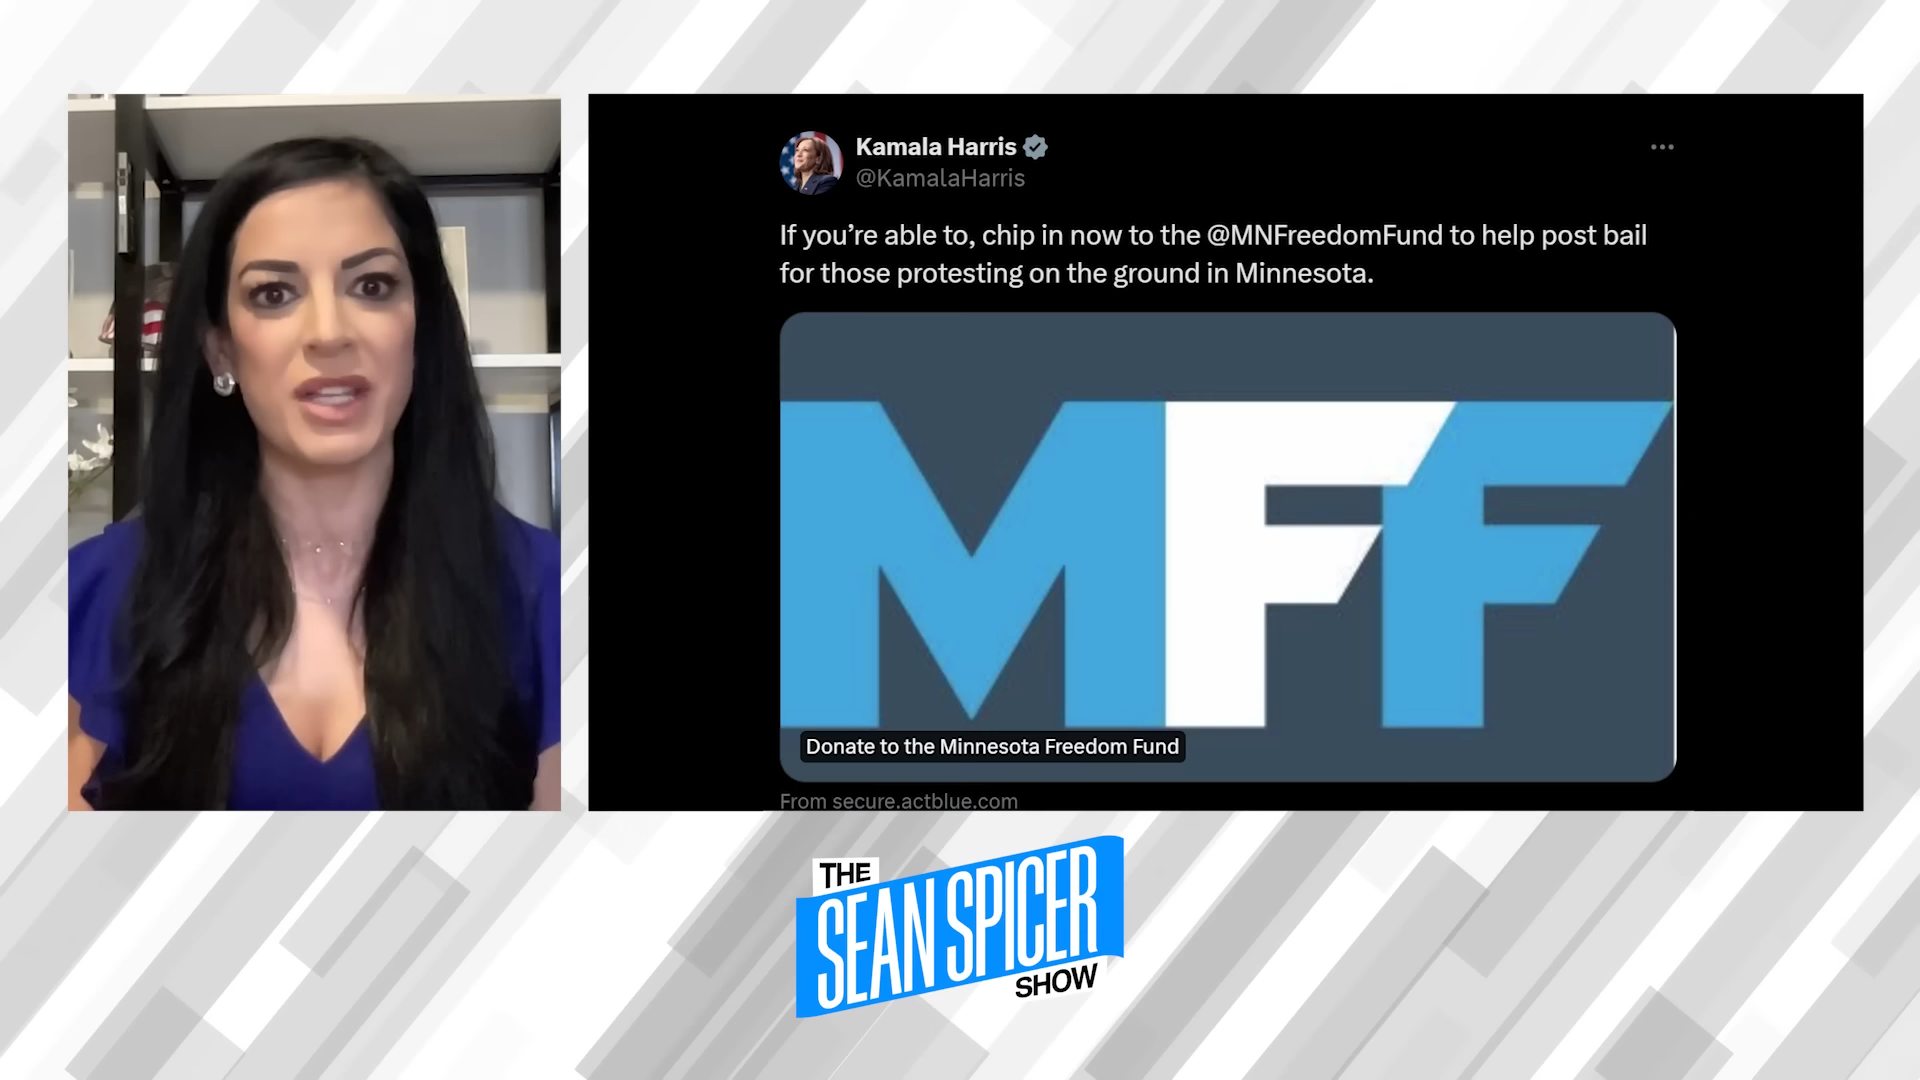 Kamala Harris
@KamalaHarris
If you’re able to, chip in now to the @MNFreedomFund to help post bail
for those protesting on the ground in Minnesota.
MFF
Donate to the Minnesota Freedom Fund
From secure.actblue.com
THE
SEAN SPICER
SHOW